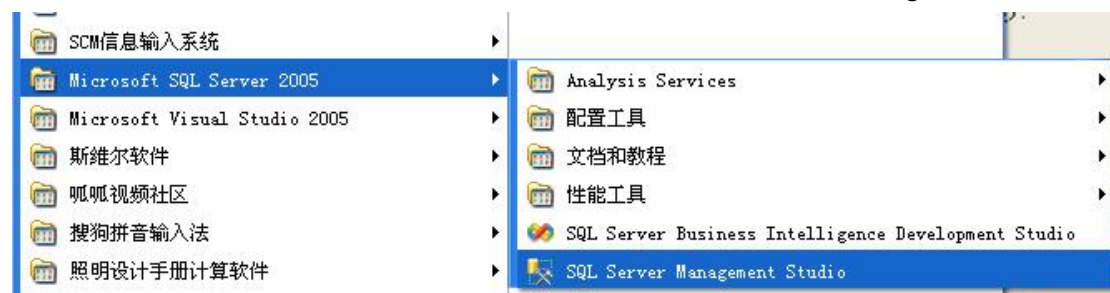 SCM信息输入系统
Microsoft SQL Server 2005
Microsoft Visual Studio 2005
斯維尔软件
呱呱视频社区
搜狗拼音输入法
照明设计手册计算软件
Analysis Services
配置工具
文档和教程
性能工具
SQL Server Business Intelligence Development Studio
SQL Server Management Studio